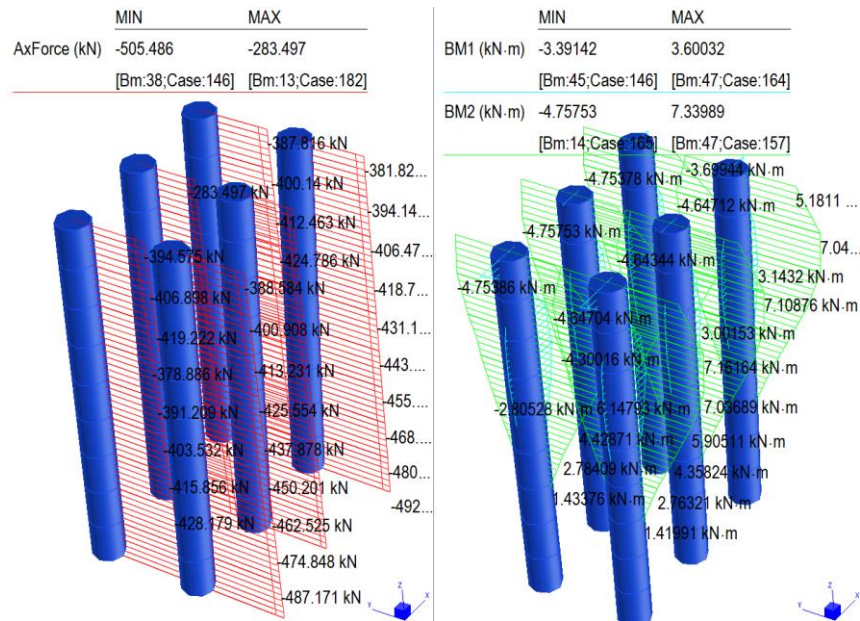 MIN MAX
AxForce (kN) -505.486 -283.497
[Bm:38;Case:146] [Bm:13;Case:182]
-387.816 kN
-381.82...
-283.497 kN
-400.14 kN
-394.14...
-412.463 kN
-406.47...
-394.575 kN
-424.786 kN
-418.7...
-406.898 kN
-388.584 kN
-431.1...
-419.222 kN
-400.908 kN
-443....
-378.886 kN
-413.231 kN
-455....
-391.209 kN
-425.554 kN
-468....
-403.532 kN
-437.878 kN
-480...
-415.856 kN
-450.201 kN
-492...
-428.179 kN
-462.525 kN
-474.848 kN
-487.171 kN
Z
Y
X
MIN MAX
BM1 (kN·m) -3.39142 3.60032
[Bm:45;Case:146] [Bm:47;Case:164]
BM2 (kN·m) -4.75753 7.33989
[Bm:14;Case:165] [Bm:47;Case:157]
-4.75378 kN·m
-3.69944 kN·m
5.1811 ...
-4.64712 kN·m
-4.75753 kN·m
7.04...
-4.64344 kN·m
3.1432 kN·m
-4.75386 kN·m
7.10876 kN·m
-4.64704 kN·m
3.00153 kN·m
-4.30016 kN·m
7.16164 kN·m
-2.80528 kN·m
6.14793 kN·m
7.03689 kN·m
4.42871 kN·m
5.90511 kN·m
2.78409 kN·m
4.35824 kN·m
1.43376 kN·m
2.76321 kN·m
1.41991 kN·m
Z
Y
X